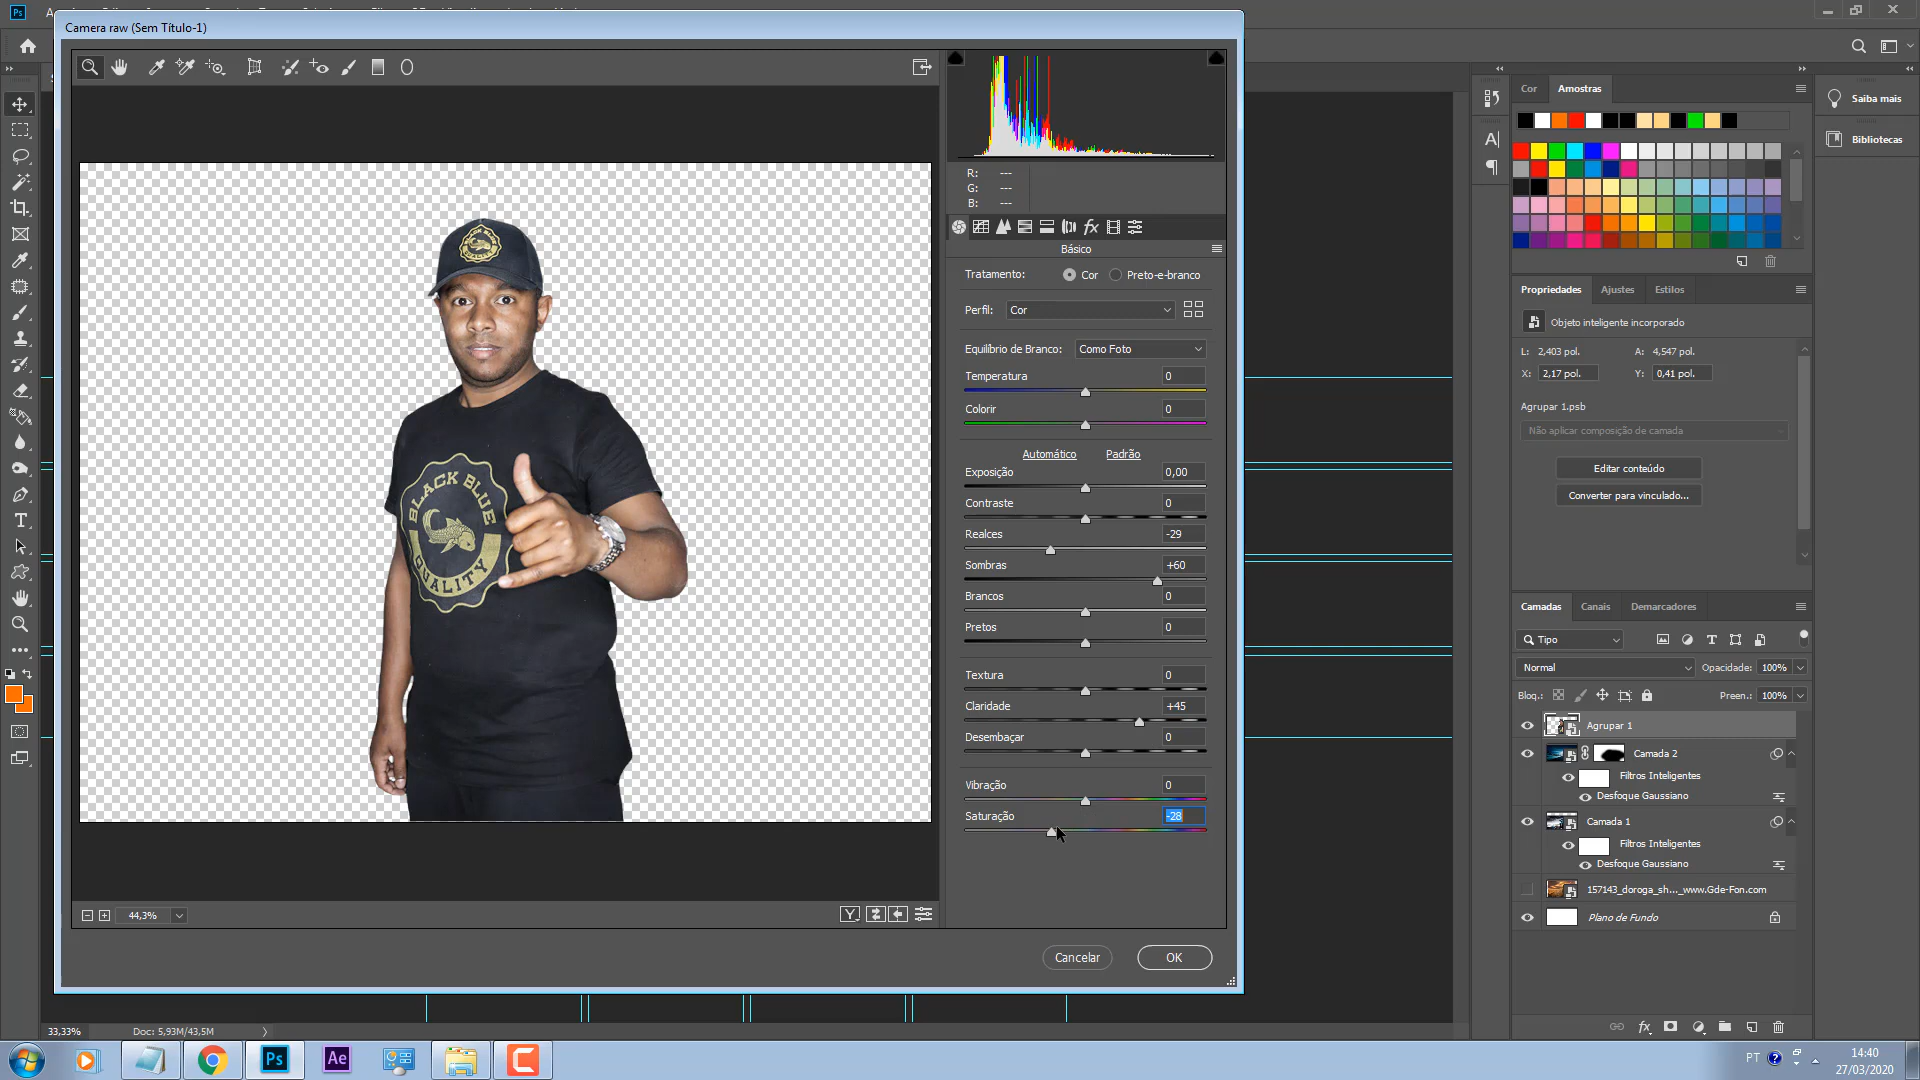 Ps
Camera raw (Sem Título-1)
R: ---
G: ---
B: ---
Básico
Tratamento: Cor Preto-e-branco
Perfil: Cor
Equilíbrio de Branco: Como Foto
Temperatura 0
Colorir 0
Automático Padrão
Exposição 0,00
Contraste 0
Realces -29
Sombras +60
Brancos 0
Pretos 0
Textura 0
Claridade +45
Desembaçar 0
Vibração 0
Saturação -28
BLACK BLUE
QUALITY
44,3%
Cancelar OK
Cor Amostras
Saiba mais
Bibliotecas
Propriedades Ajustes Estilos
Objeto inteligente incorporado
L: 2,403 pol. A: 4,547 pol.
X: 2,17 pol. Y: 0,41 pol.
Agrupar 1.psb
Não aplicar composição de camada
Editar conteúdo
Converter para vinculado...
Camadas Canais Demarcadores
Tipo
Normal Opacidade: 100%
Bloq.: Preen.: 100%
Agrupar 1
Camada 2
Filtros Inteligentes
Desfoque Gaussiano
Camada 1
Filtros Inteligentes
Desfoque Gaussiano
157143_doroga_sh..._www.Gde-Fon.com
Plano de Fundo
fx
33,33% Doc: 5,93M/43,5M
Ps Ae PT 14:40
27/03/2020